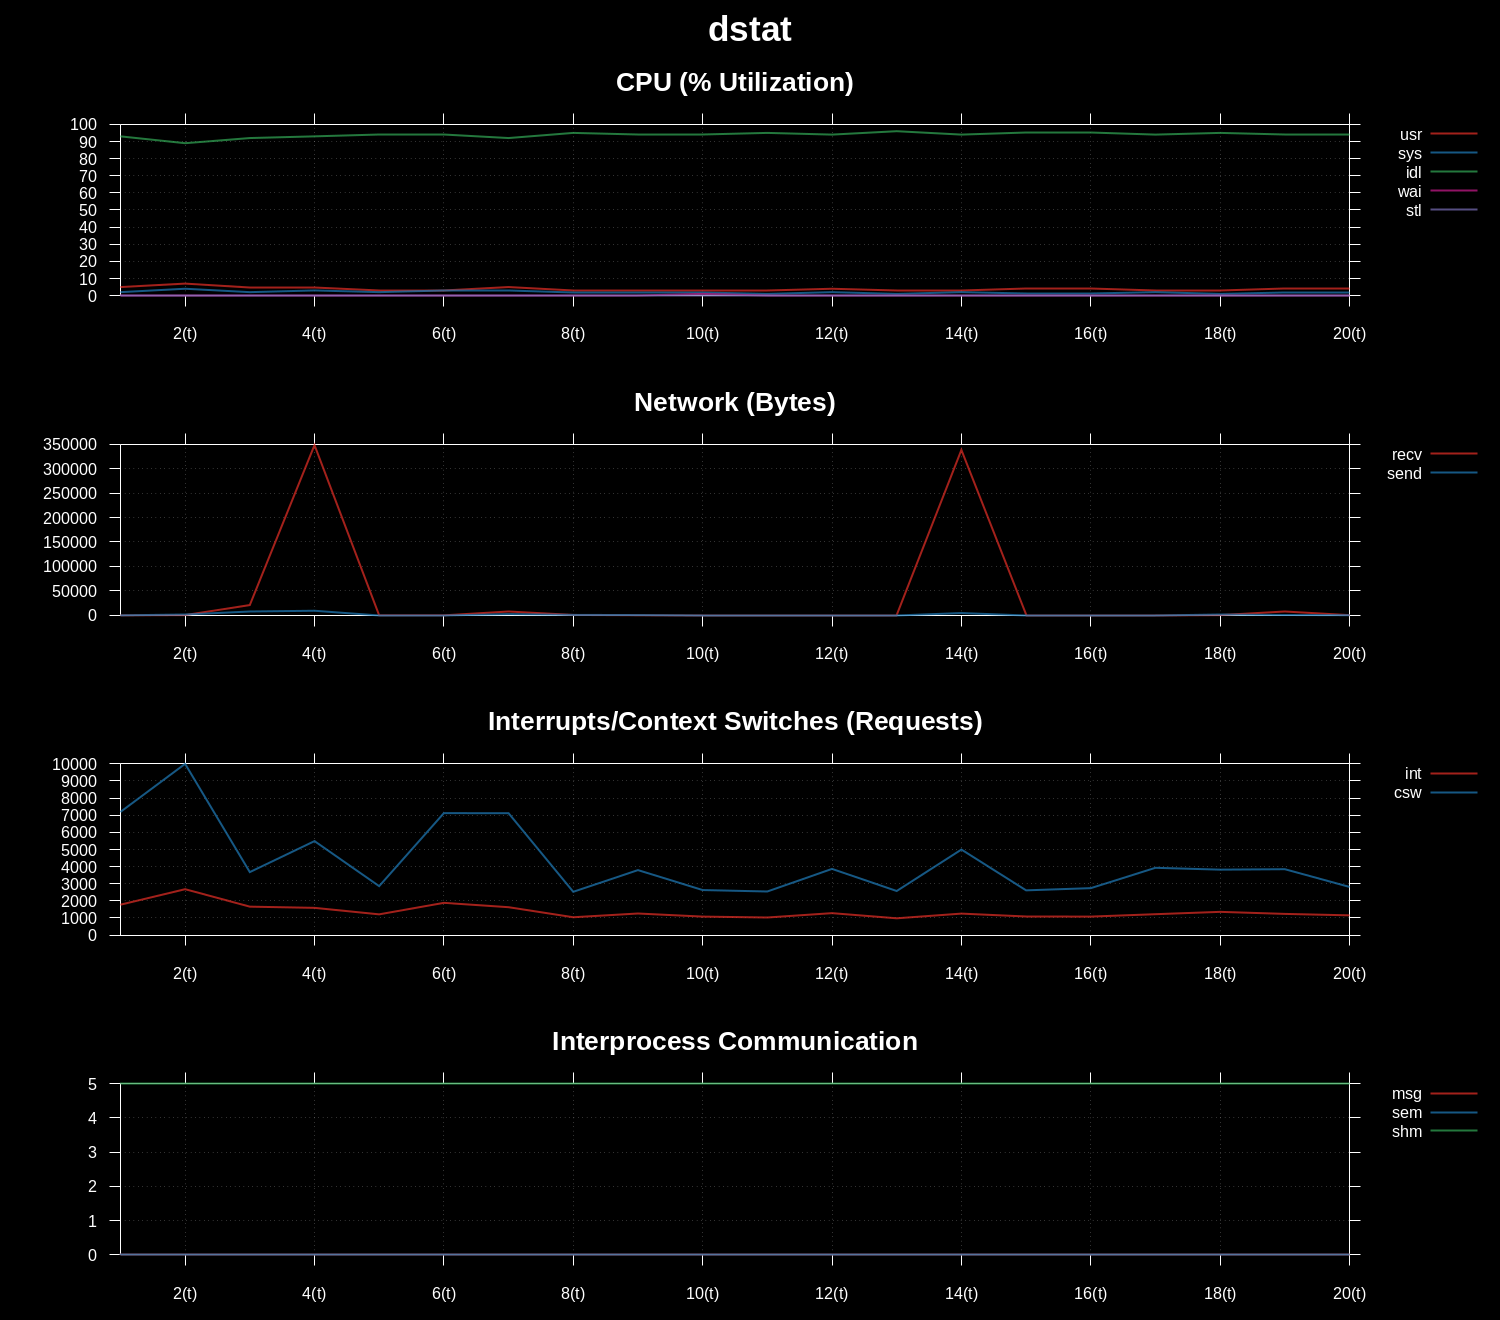 dstat
CPU (% Utilization)
100
90
80
70
60
50
40
30
20
10
0
2(t) 4(t) 6(t) 8(t) 10(t) 12(t) 14(t) 16(t) 18(t) 20(t)
usr
sys
idl
wai
stl
Network (Bytes)
350000
300000
250000
200000
150000
100000
50000
0
2(t) 4(t) 6(t) 8(t) 10(t) 12(t) 14(t) 16(t) 18(t) 20(t)
recv
send
Interrupts/Context Switches (Requests)
10000
9000
8000
7000
6000
5000
4000
3000
2000
1000
0
2(t) 4(t) 6(t) 8(t) 10(t) 12(t) 14(t) 16(t) 18(t) 20(t)
int
csw
Interprocess Communication
5
4
3
2
1
0
2(t) 4(t) 6(t) 8(t) 10(t) 12(t) 14(t) 16(t) 18(t) 20(t)
msg
sem
shm